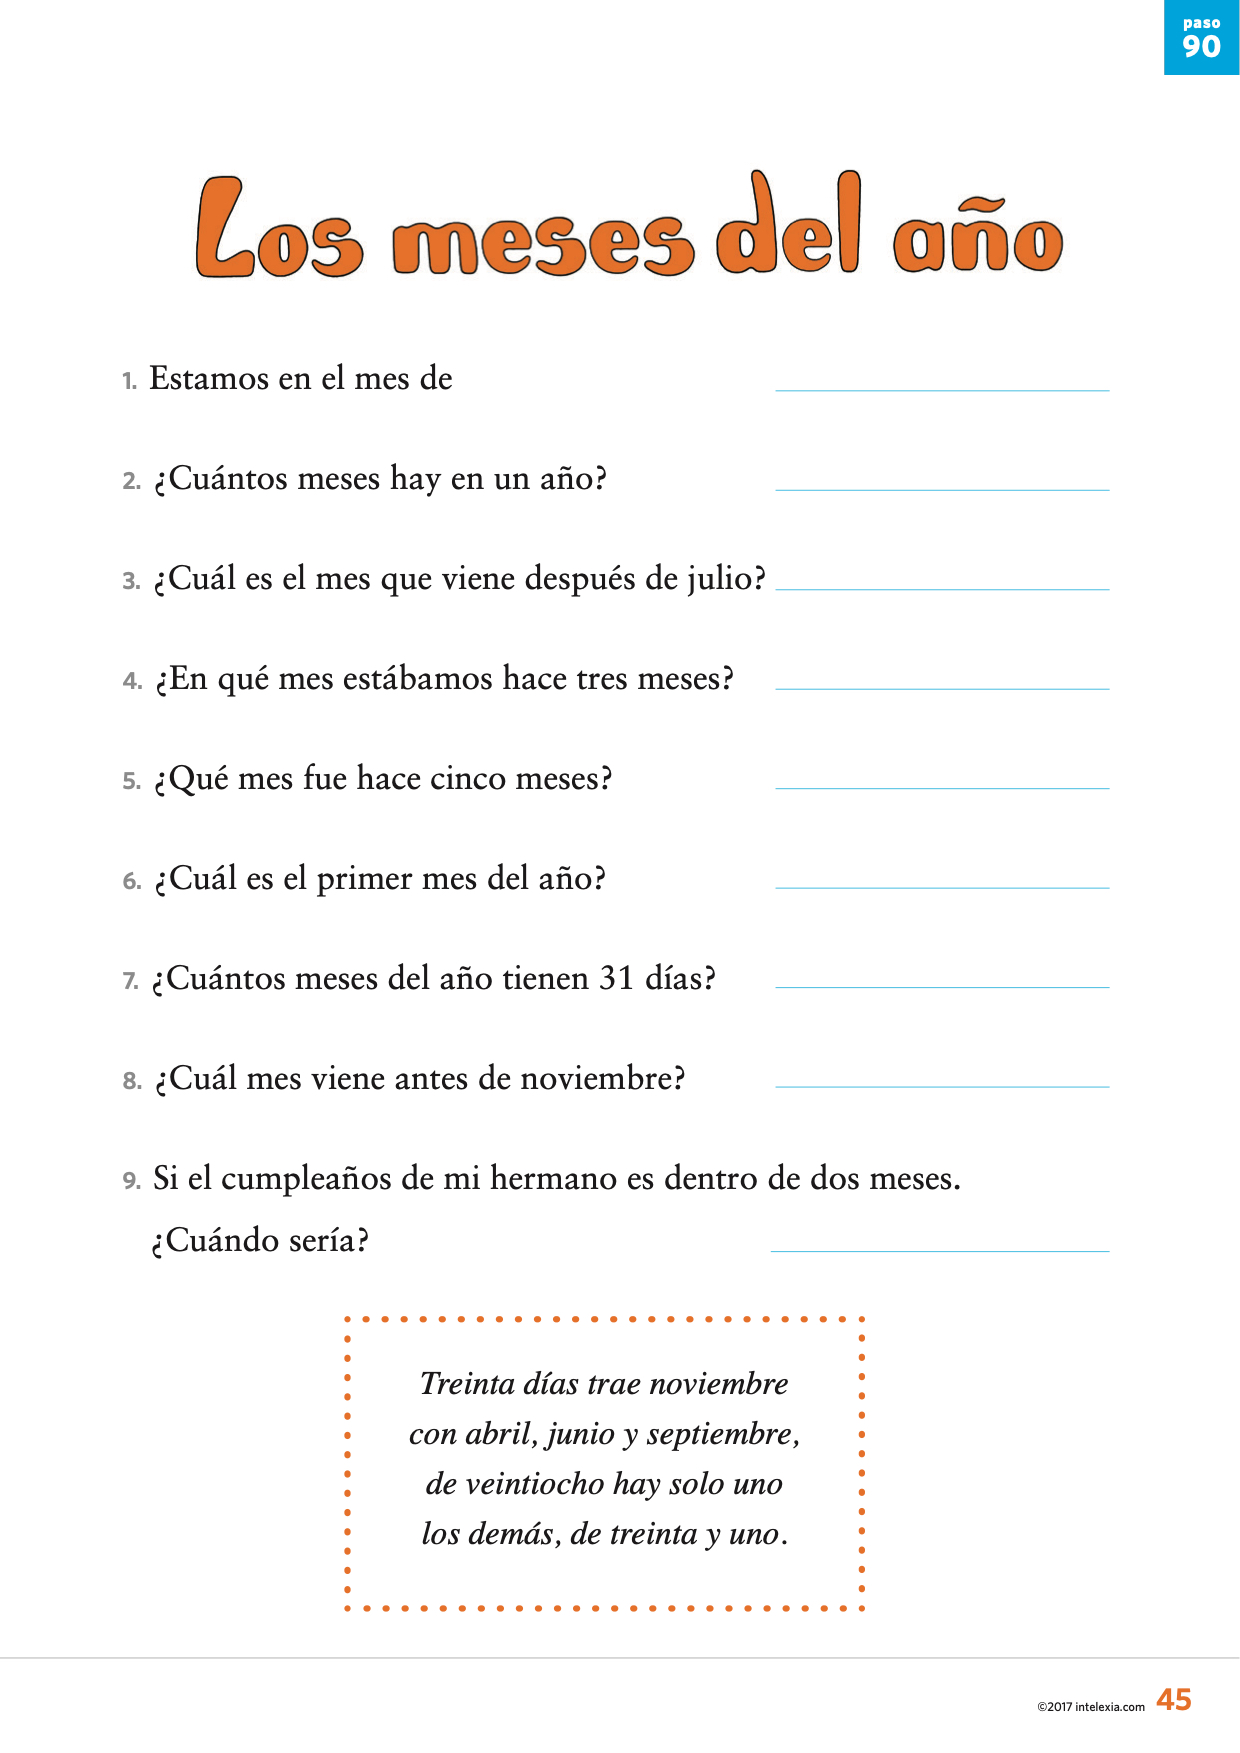 paso
90
Los meses del año
1. Estamos en el mes de
2. ¿Cuántos meses hay en un año?
3. ¿Cuál es el mes que viene después de julio?
4. ¿En qué mes estábamos hace tres meses?
5. ¿Qué mes fue hace cinco meses?
6. ¿Cuál es el primer mes del año?
7. ¿Cuántos meses del año tienen 31 días?
8. ¿Cuál mes viene antes de noviembre?
9. Si el cumpleaños de mi hermano es dentro de dos meses.
¿Cuándo sería?
Treinta días trae noviembre
con abril, junio y septiembre,
de veintiocho hay solo uno
los demás, de treinta y uno.
©2017 intelexia.com 45